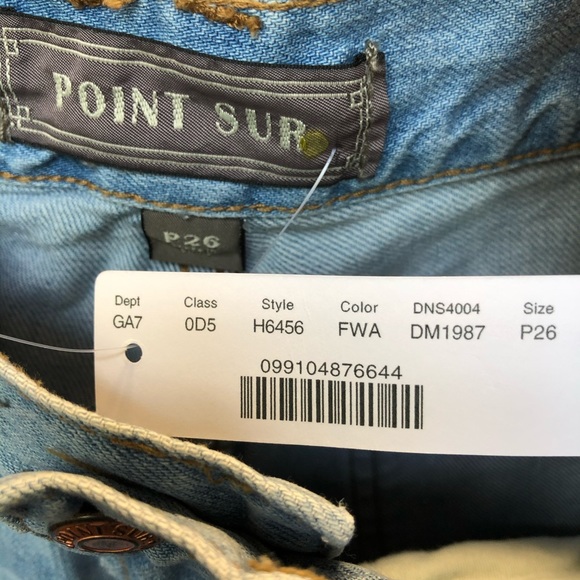 POINT SUR
P26
Dept Class Style Color DNS4004 Size
GA7 0D5 H6456 FWA DM1987 P26
099104876644